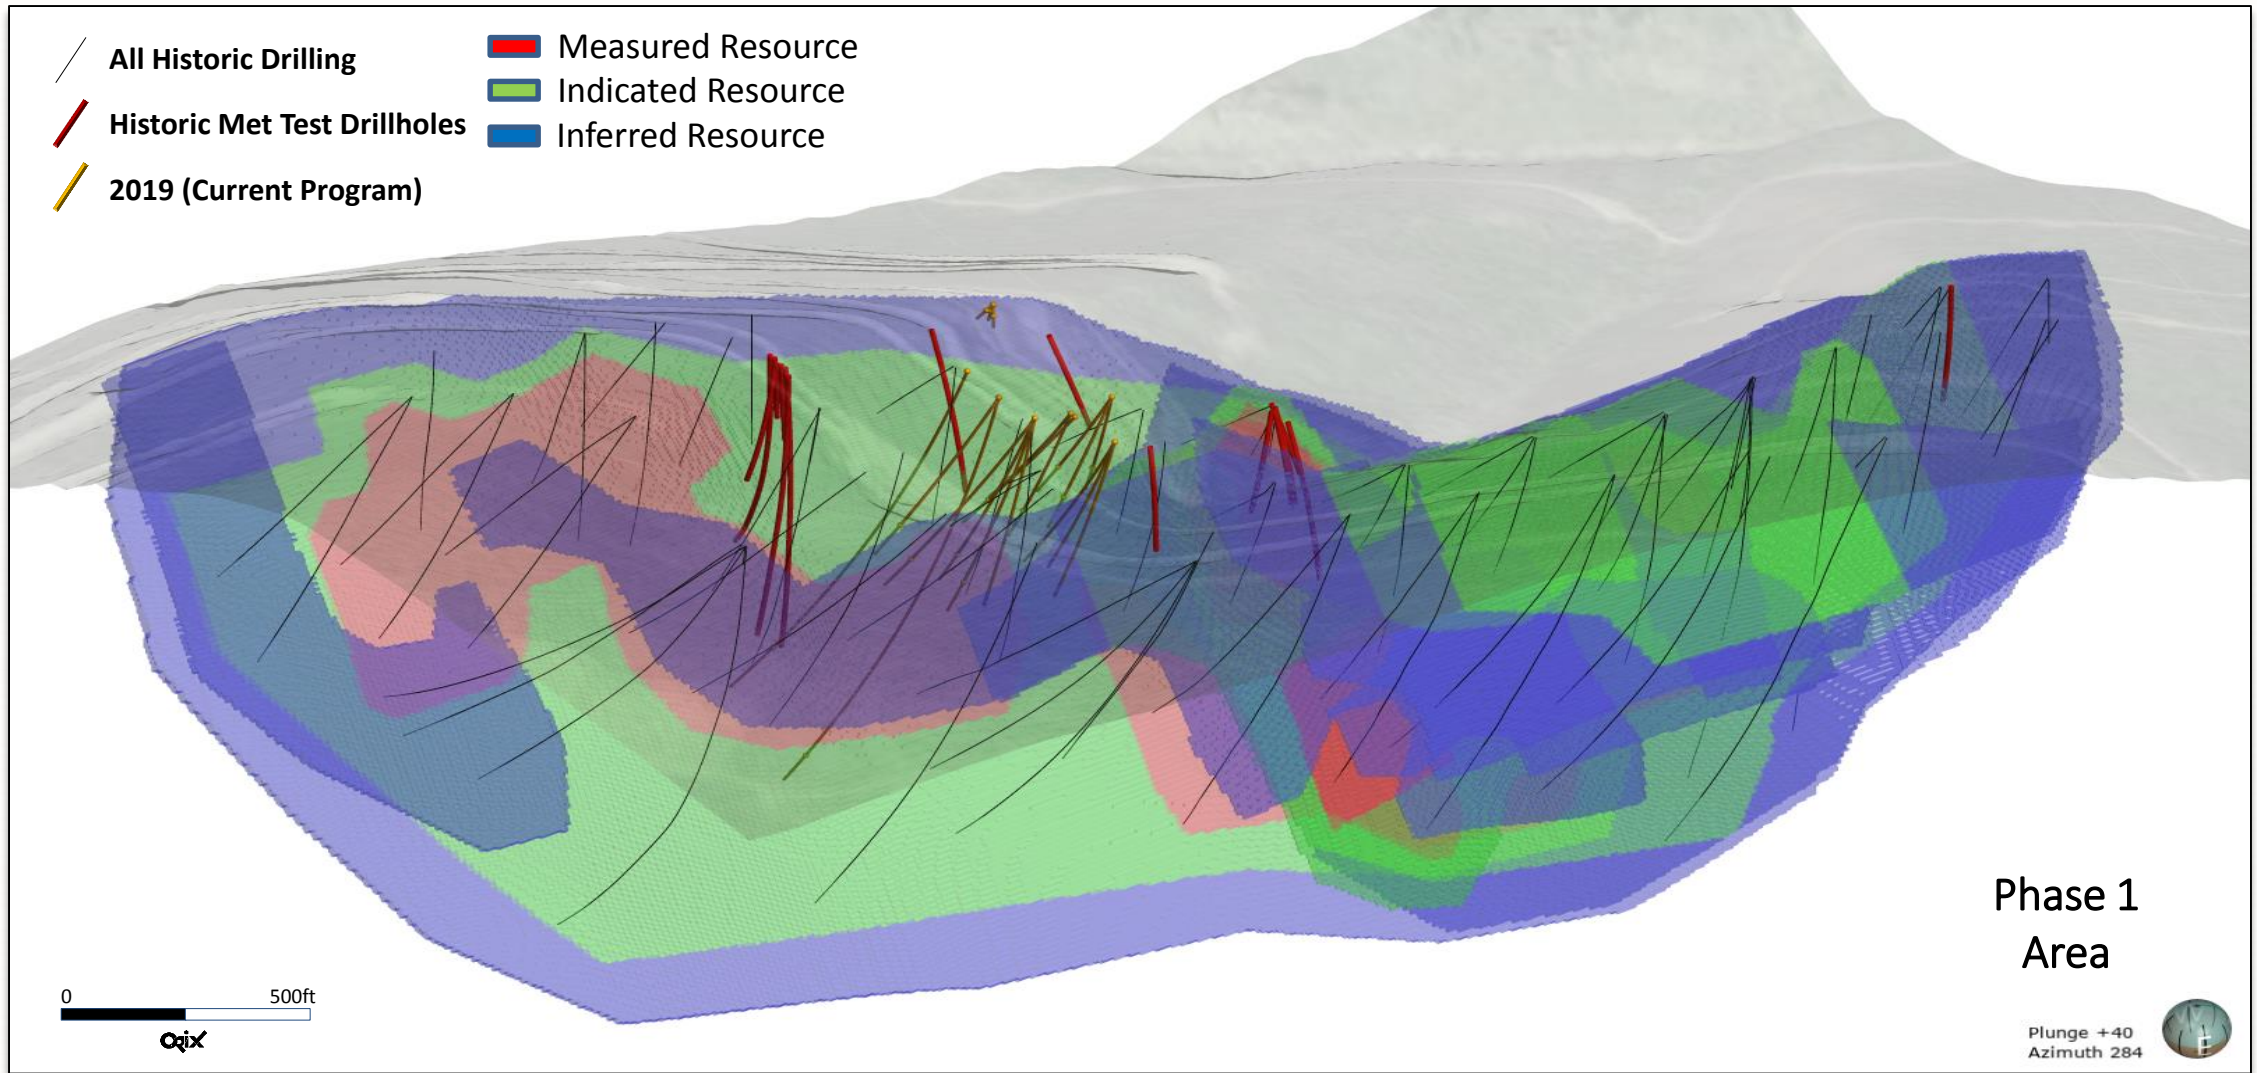 All Historic Drilling
Historic Met Test Drillholes
2019 (Current Program)
Measured Resource
Indicated Resource
Inferred Resource
Phase 1
Area
0 500ft
Plunge +40
Azimuth 284
E